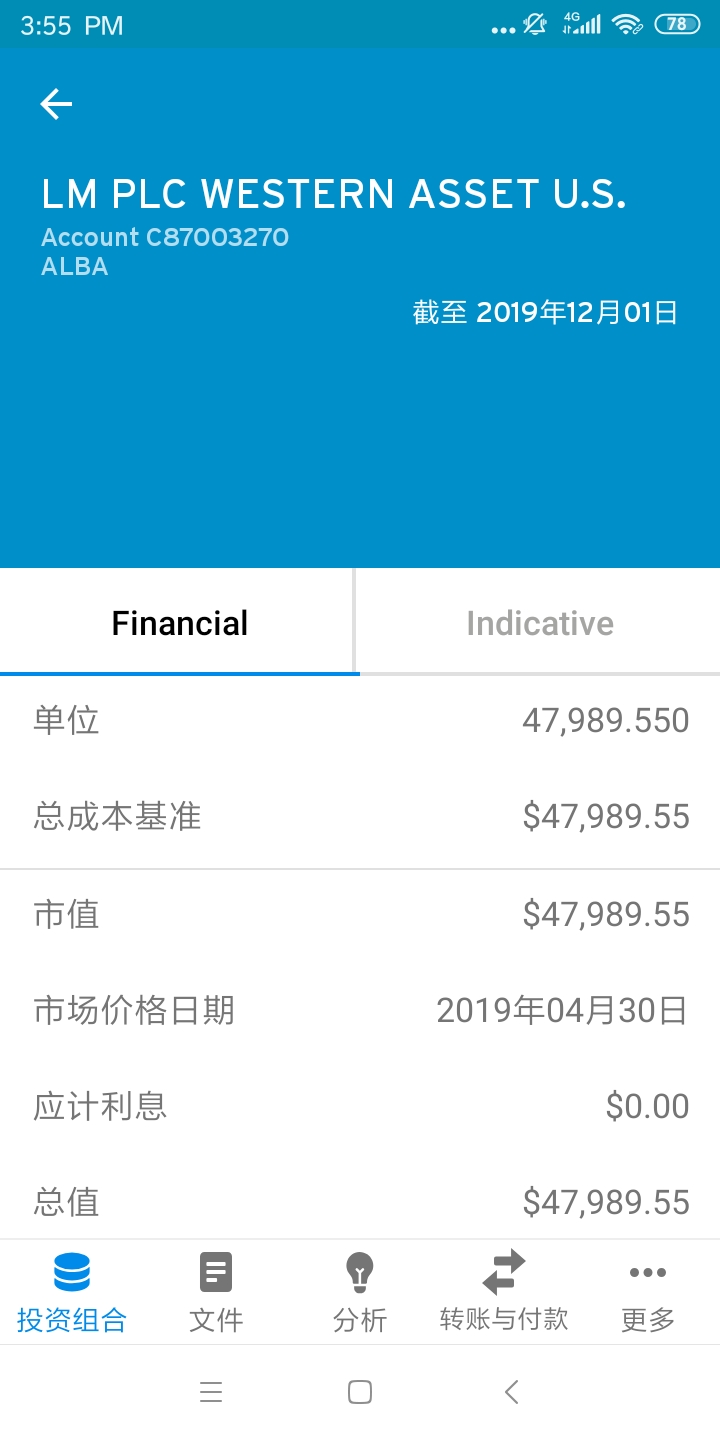 3:55 PM
4G
78
LM PLC WESTERN ASSET U.S.
Account C87003270
ALBA
截至 2019年12月01日
Financial
Indicative
单位
47,989.550
总成本基准
$47,989.55
市值
$47,989.55
市场价格日期
2019年04月30日
应计利息
$0.00
总值
$47,989.55
投资组合
文件
分析
转账与付款
更多